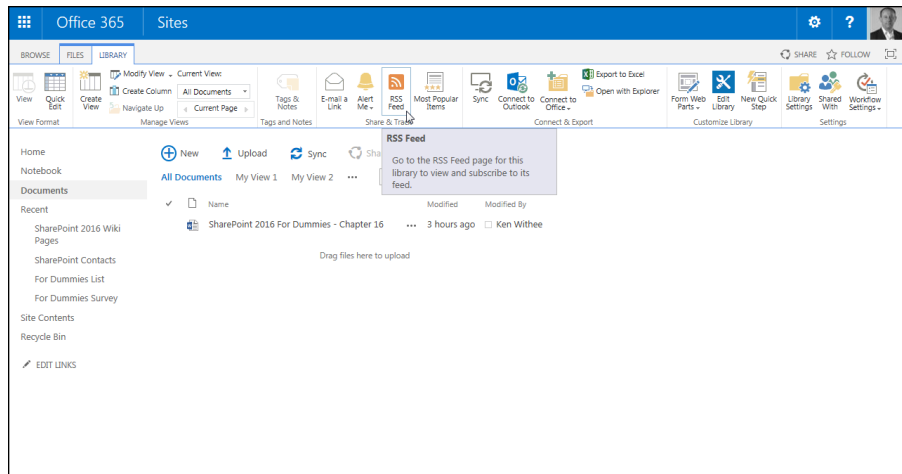 Office 365 Sites ?
BROWSE FILES LIBRARY SHARE FOLLOW
View
Quick Edit
View Format
Create View
Modify View
Create Column
Navigate Up
Current View:
All Documents
Current Page
Manage Views
Tags & Notes
Tags and Notes
E-mail a Link
Alert Me
RSS Feed
Most Popular Items
Sync
Connect to Outlook
Connect to Office
Export to Excel
Open with Explorer
Connect & Export
Form Web Parts
Edit Library
New Quick Step
Customize Library
Library Settings
Shared With
Workflow Settings
Settings
RSS Feed
Go to the RSS Feed page for this
library to view and subscribe to its
feed.
Home
Notebook
Documents
Recent
SharePoint 2016 Wiki
Pages
SharePoint Contacts
For Dummies List
For Dummies Survey
Site Contents
Recycle Bin
EDIT LINKS
New Upload Sync
All Documents My View 1 My View 2 •••
Name Modified Modified By
SharePoint 2016 For Dummies - Chapter 16 ••• 3 hours ago Ken Withee
Drag files here to upload